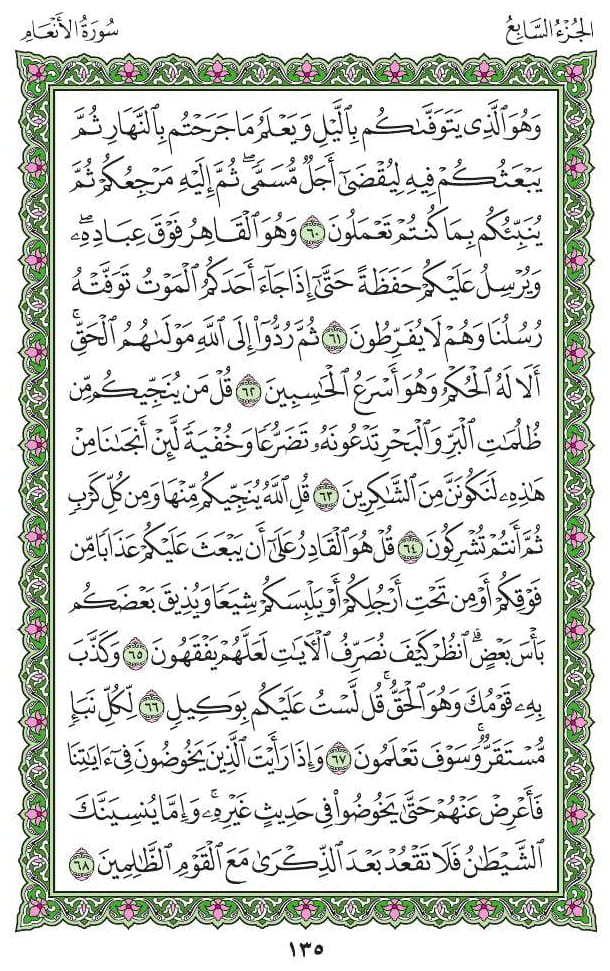 سُورَةُ الأَنْعَامِ
الجُزْءُ السَّابِعُ
وَهُوَ ٱلَّذِى يَتَوَفَّىٰكُم بِٱلَّيْلِ وَيَعْلَمُ مَا جَرَحْتُم بِٱلنَّهَارِ ثُمَّ
يَبْعَثُكُمْ فِيهِ لِيُقْضَىٰٓ أَجَلٌ مُّسَمًّى ۖ ثُمَّ إِلَيْهِ مَرْجِعُكُمْ ثُمَّ
يُنَبِّئُكُم بِمَا كُنتُمْ تَعْمَلُونَ ٦٠ وَهُوَ ٱلْقَاهِرُ فَوْقَ عِبَادِهِۦ ۖ
وَيُرْسِلُ عَلَيْكُمْ حَفَظَةً حَتَّىٰٓ إِذَا جَآءَ أَحَدَكُمُ ٱلْمَوْتُ تَوَفَّتْهُ
رُسُلُنَا وَهُمْ لَا يُفَرِّطُونَ ٦١ ثُمَّ رُدُّوٓا۟ إِلَى ٱللَّهِ مَوْلَىٰهُمُ ٱلْحَقِّ ۚ
أَلَا لَهُ ٱلْحُكْمُ وَهُوَ أَسْرَعُ ٱلْحَـٰسِبِينَ ٦٢ قُلْ مَن يُنَجِّيكُم مِّن
ظُلُمَـٰتِ ٱلْبَرِّ وَٱلْبَحْرِ تَدْعُونَهُۥ تَضَرُّعًا وَخُفْيَةً لَّئِنْ أَنجَىٰنَا مِنْ
هَـٰذِهِۦ لَنَكُونَنَّ مِنَ ٱلشَّـٰكِرِينَ ٦٣ قُلِ ٱللَّهُ يُنَجِّيكُم مِّنْهَا وَمِن كُلِّ كَرْبٍ
ثُمَّ أَنتُمْ تُشْرِكُونَ ٦٤ قُلْ هُوَ ٱلْقَادِرُ عَلَىٰٓ أَن يَبْعَثَ عَلَيْكُمْ عَذَابًا مِّن
فَوْقِكُمْ أَوْ مِن تَحْتِ أَرْجُلِكُمْ أَوْ يَلْبِسَكُمْ شِيَعًا وَيُذِيقَ بَعْضَكُم
بَأْسَ بَعْضٍ ۗ ٱنظُرْ كَيْفَ نُصَرِّفُ ٱلْـَٔايَـٰتِ لَعَلَّهُمْ يَفْقَهُونَ ٦٥ وَكَذَّبَ
بِهِۦ قَوْمُكَ وَهُوَ ٱلْحَقُّ ۚ قُل لَّسْتُ عَلَيْكُم بِوَكِيلٍ ٦٦ لِّكُلِّ نَبَإٍ
مُّسْتَقَرٌّ ۚ وَسَوْفَ تَعْلَمُونَ ٦٧ وَإِذَا رَأَيْتَ ٱلَّذِينَ يَخُوضُونَ فِىٓ ءَايَـٰتِنَا
فَأَعْرِضْ عَنْهُمْ حَتَّىٰ يَخُوضُوا۟ فِى حَدِيثٍ غَيْرِهِۦ ۚ وَإِمَّا يُنسِيَنَّكَ
ٱلشَّيْطَـٰنُ فَلَا تَقْعُدْ بَعْدَ ٱلذِّكْرَىٰ مَعَ ٱلْقَوْمِ ٱلظَّـٰلِمِينَ ٦٨
١٣٥